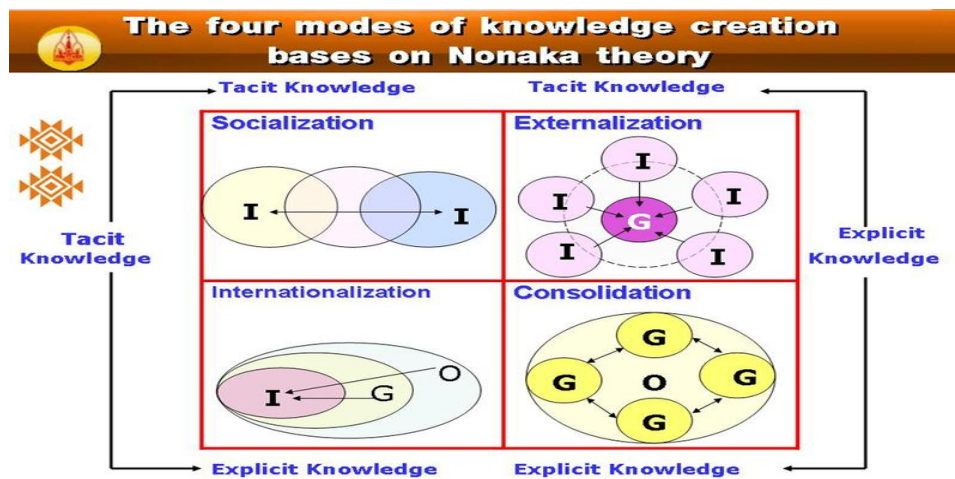 The four modes of knowledge creation
bases on Nonaka theory
Tacit Knowledge
Tacit Knowledge
Socialization
Externalization
I
I
I
I
I
I
I
G
Tacit
Knowledge
Explicit
Knowledge
Internationalization
Consolidation
I
G
O
G
G
O
G
G
Explicit Knowledge
Explicit Knowledge